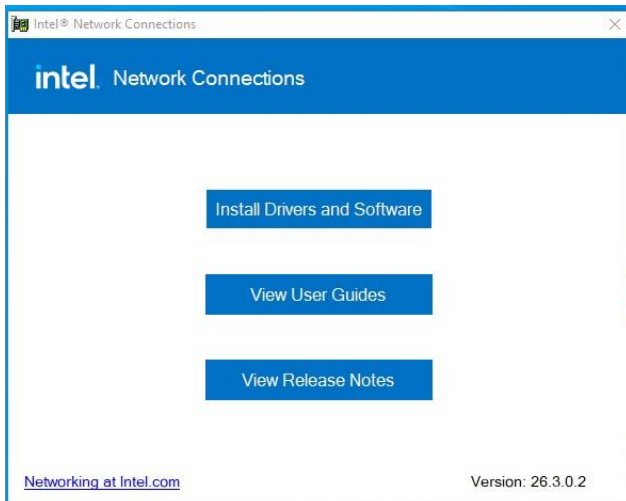 Intel® Network Connections
intel. Network Connections
Install Drivers and Software
View User Guides
View Release Notes
Networking at Intel.com Version: 26.3.0.2